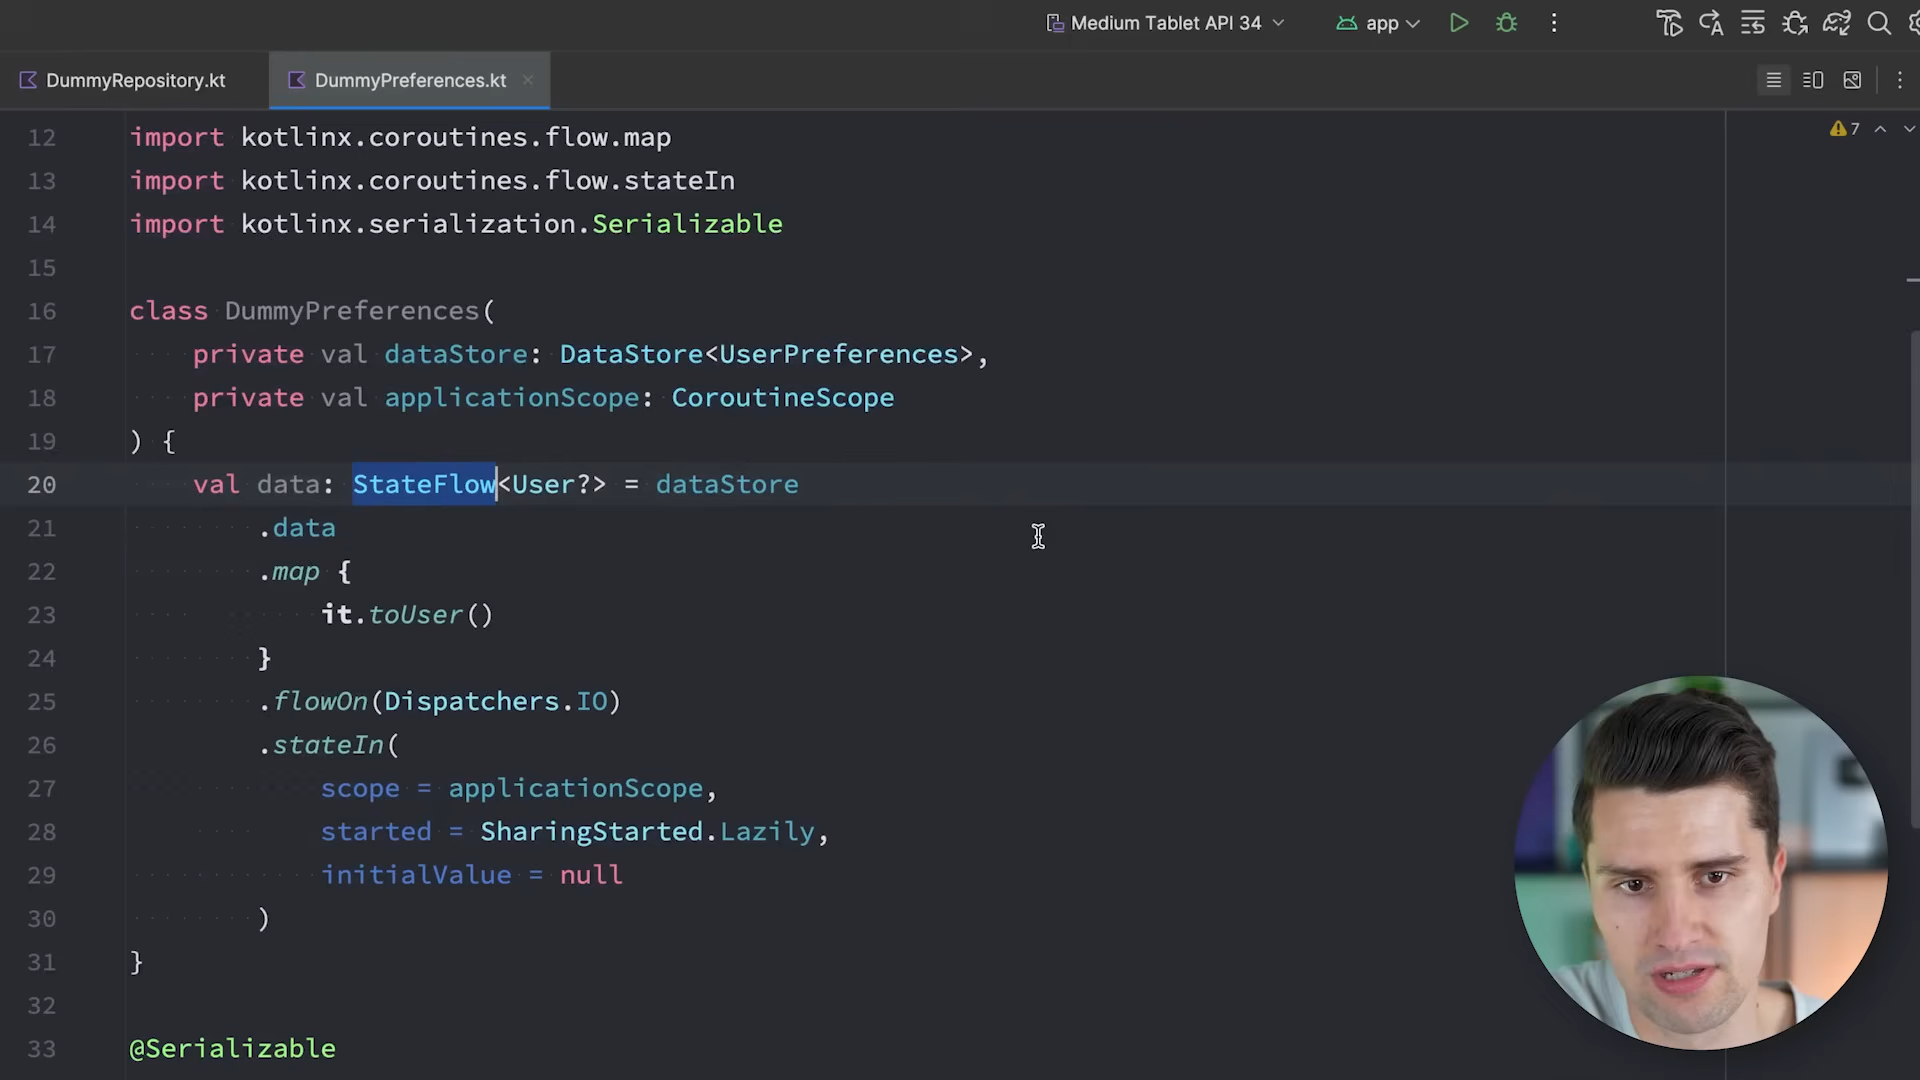 Medium Tablet API 34
app
DummyRepository.kt
DummyPreferences.kt
7
12 import kotlinx.coroutines.flow.map
13 import kotlinx.coroutines.flow.stateIn
14 import kotlinx.serialization.Serializable
15
16 class DummyPreferences(
17 private val dataStore: DataStore<UserPreferences>,
18 private val applicationScope: CoroutineScope
19 ) {
20 val data: StateFlow<User?> = dataStore
21 .data
22 .map {
23 it.toUser()
24 }
25 .flowOn(Dispatchers.IO)
26 .stateIn(
27 scope = applicationScope,
28 started = SharingStarted.Lazily,
29 initialValue = null
30 )
31 }
32
33 @Serializable